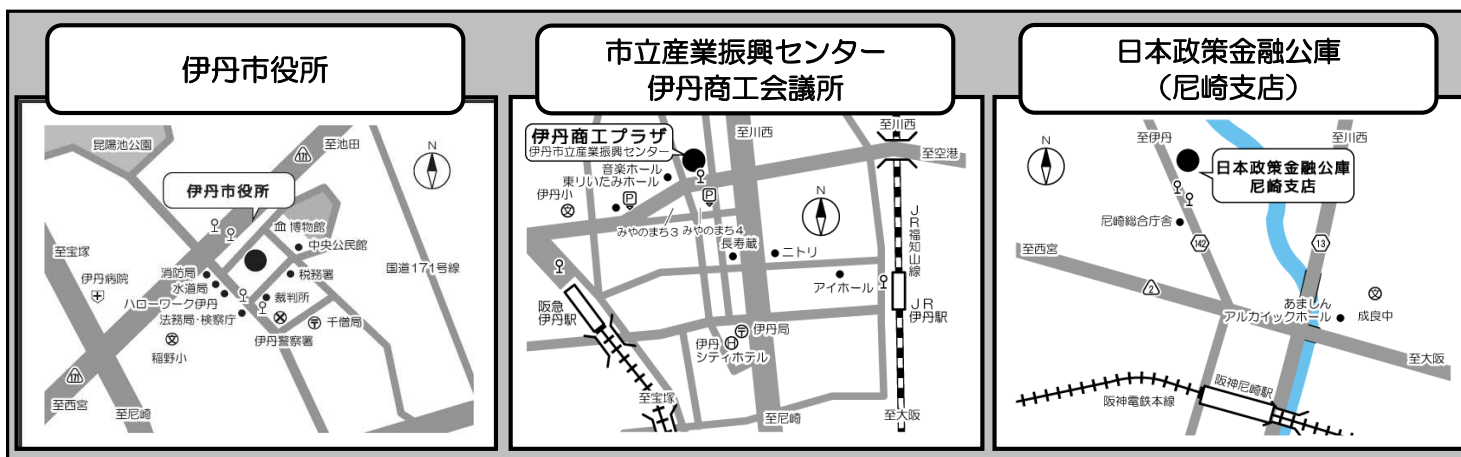 伊丹市役所
昆陽池公園
171
至池田
N
伊丹市役所
博物館
中央公民館
至宝塚
消防局
伊丹病院
水道局
税務署
国道171号線
ハローワーク伊丹
裁判所
法務局・検察庁
千僧局
伊丹警察署
稲野小
171
至西宮
至尼崎
市立産業振興センター
伊丹商工会議所
伊丹商工プラザ
伊丹市立産業振興センター
至川西
至川西
至空港
音楽ホール
東リいたみホール
伊丹小
P
P
N
みやのまち3
みやのまち4
長寿蔵
ニトリ
JR福知山線
アイホール
阪急
伊丹駅
JR
伊丹駅
伊丹局
伊丹
シティホテル
H
至宝塚
至尼崎
至大阪
日本政策金融公庫
(尼崎支店)
N
至伊丹
至川西
日本政策金融公庫
尼崎支店
尼崎総合庁舎
至西宮
142
13
2
あましん
アルカイックホール
成良中
至大阪
阪神尼崎駅
阪神電鉄本線